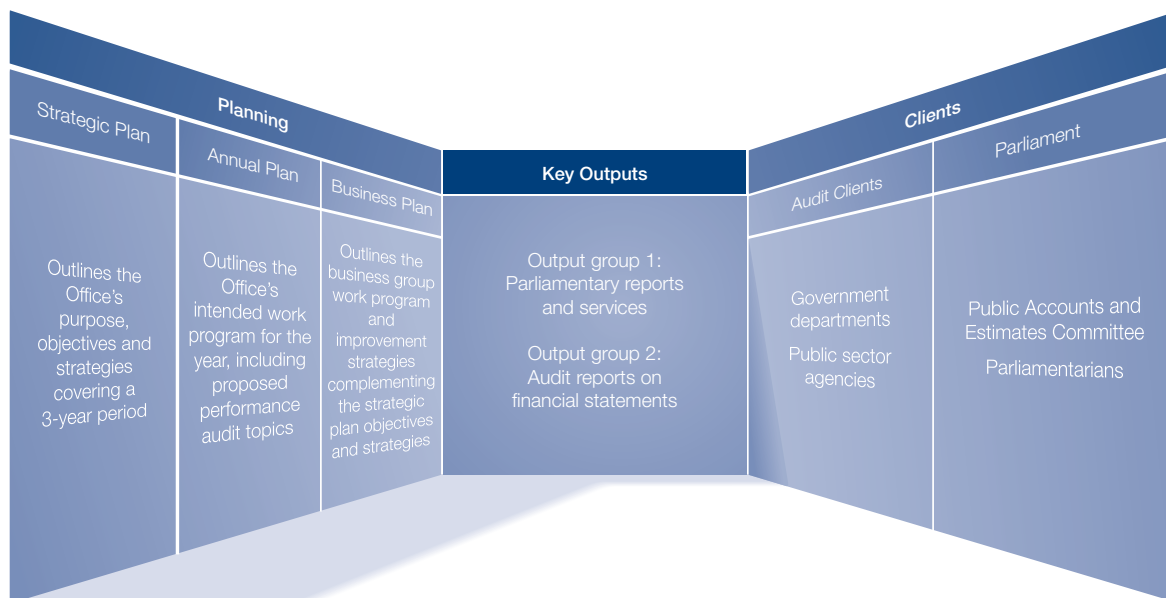 Planning
Strategic Plan
Outlines the
Office's
purpose,
objectives and
strategies
covering a
3-year period
Annual Plan
Outlines the
Office's
intended work
program for the
year, including
proposed
performance
audit topics
Business Plan
Outlines the
business group
work program
and
improvement
strategies
complementing
the strategic
plan objectives
and strategies
Key Outputs
Output group 1:
Parliamentary reports
and services
Output group 2:
Audit reports on
financial statements
Clients
Audit Clients
Government
departments
Public sector
agencies
Parliament
Public Accounts and
Estimates Committee
Parliamentarians